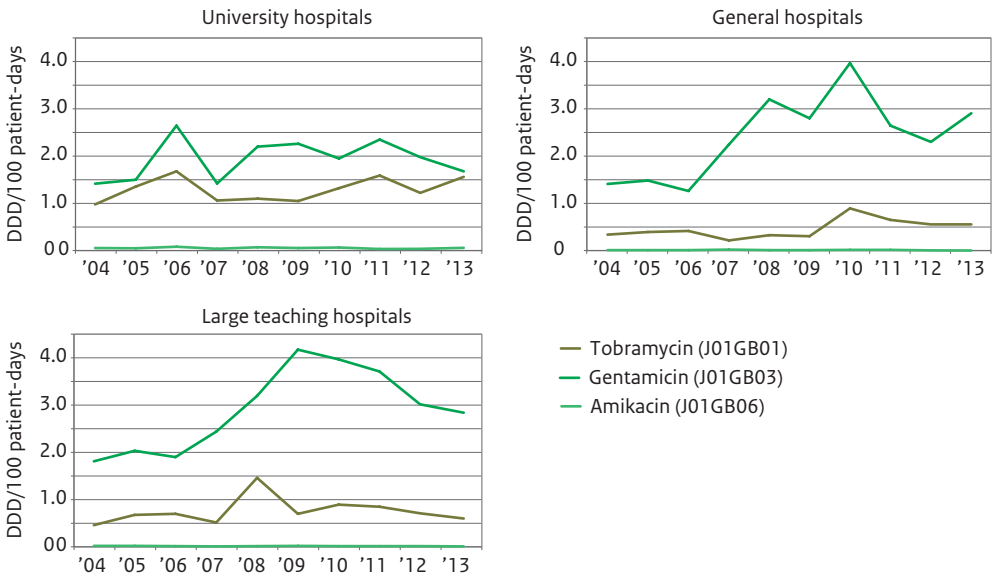 University hospitals
DDD/100 patient-days
4.0
3.0
2.0
1.0
0.0
’04 ’05 ’06 ’07 ’08 ’09 ’10 ’11 ’12 ’13
General hospitals
DDD/100 patient-days
4.0
3.0
2.0
1.0
0
’04 ’05 ’06 ’07 ’08 ’09 ’10 ’11 ’12 ’13
Large teaching hospitals
DDD/100 patient-days
4.0
3.0
2.0
1.0
00
’04 ’05 ’06 ’07 ’08 ’09 ’10 ’11 ’12 ’13
Tobramycin (J01GB01)
Gentamicin (J01GB03)
Amikacin (J01GB06)